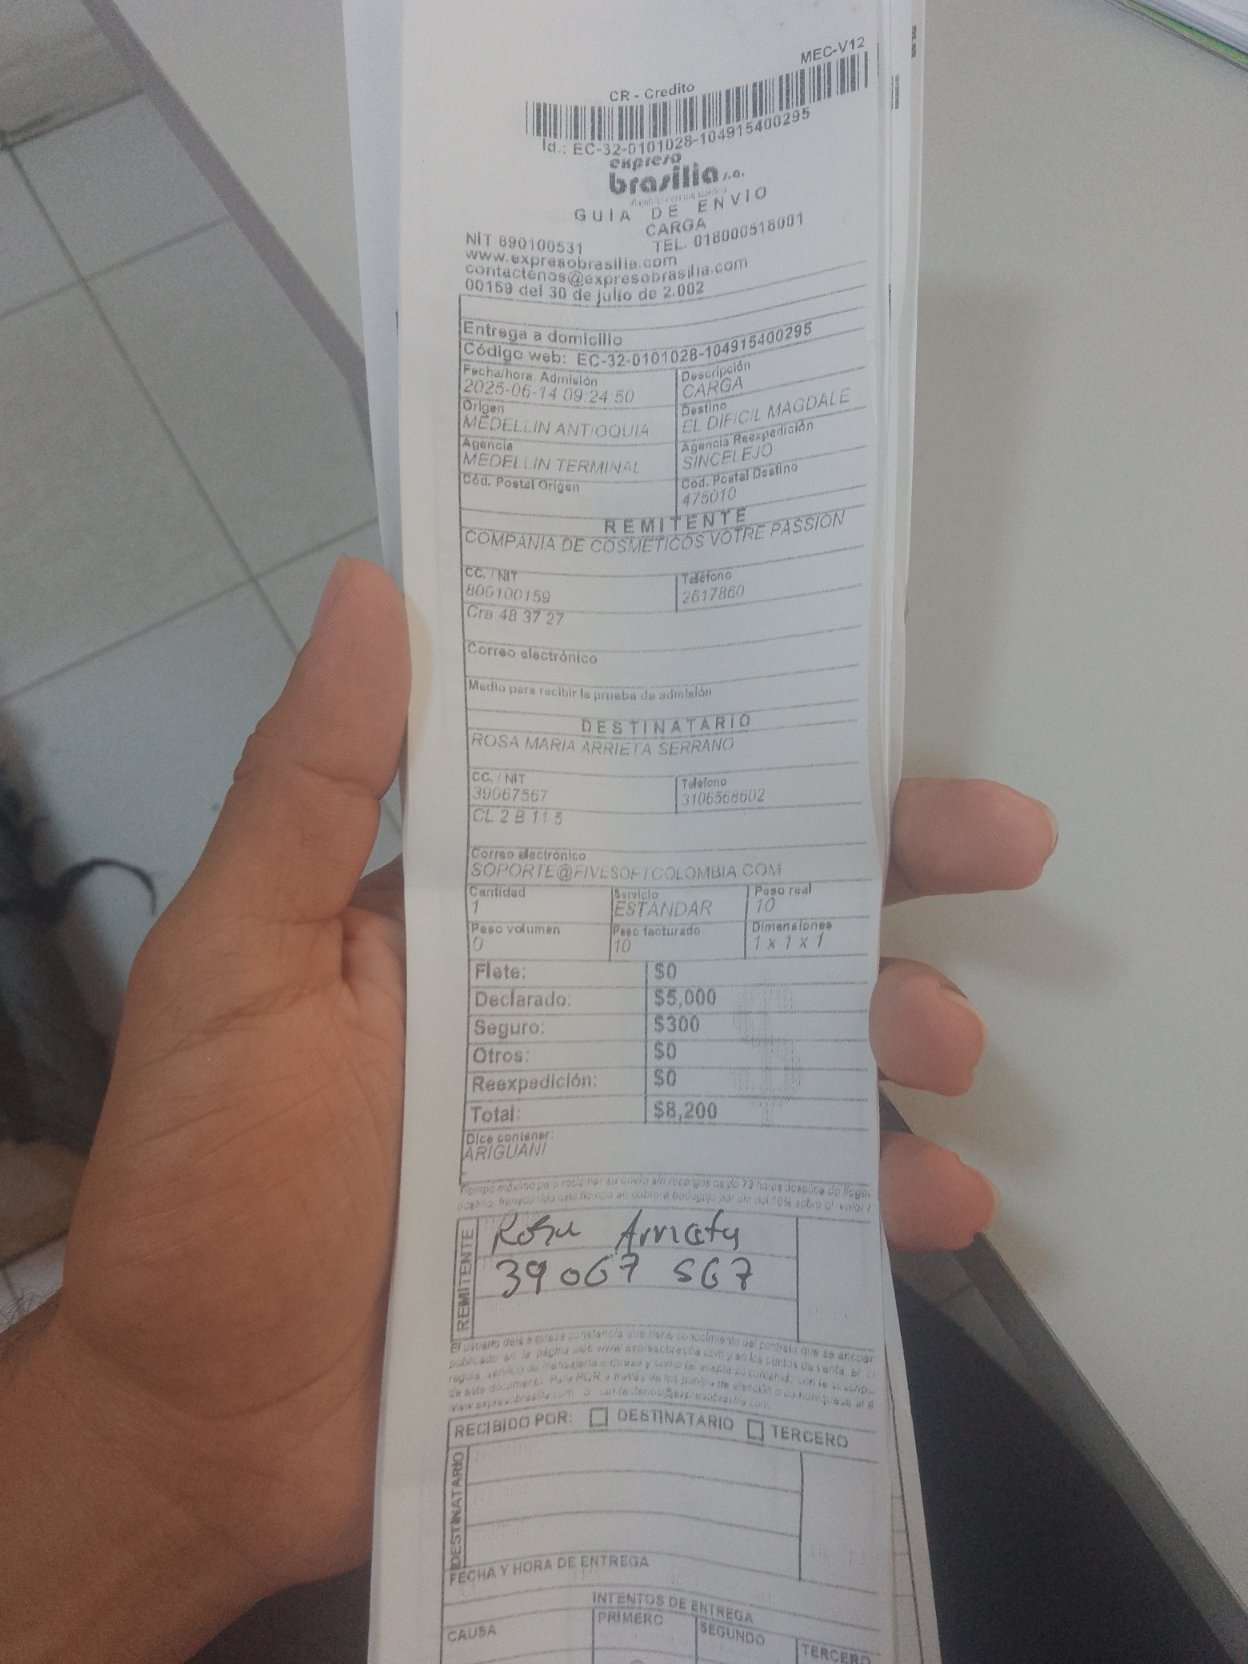 MEC-V12
CR - Credito
Id.: EC-32-0101028-104915400295
expreso
brasilia s.a.
GUIA DE ENVIO
CARGA
NIT 890100531 TEL. 018000518001
www.expresobrasilia.com
contactenos@expresobrasilia.com
00159 del 30 de julio de 2.002
Entrega a domicilio
Código web: EC-32-0101028-104915400295
Fecha/hora Admisión Descripción
2025-06-14 09:24:50 CARGA
Origen Destino
MEDELLIN ANTIOQUIA EL DIFICIL MAGDALE
Agencia Agencia Reexpedición
MEDELLIN TERMINAL SINCELEJO
Cód. Postal Origen Cod. Postal Destino
475010
REMITENTE
COMPANIA DE COSMETICOS VOTRE PASSION
CC. / NIT Teléfono
800100159 2617860
Cra 48 37 27
Correo electrónico
Medio para recibir la prueba de admisión
DESTINATARIO
ROSA MARIA ARRIETA SERRANO
CC. / NIT Teléfono
39067567 3106568602
CL 2 B 11 5
Correo electrónico
SOPORTE@FIVESOFTCOLOMBIA.COM
Cantidad Servicio Peso real
1 ESTANDAR 10
Peso volumen Peso facturado Dimensiones
0 10 1 x 1 x 1
Flete: $0
Declarado: $5,000
Seguro: $300
Otros: $0
Reexpedición: $0
Total: $8,200
Dice contener:
ARIGUANI
REMITENTE
Rosa Arrieta
39067 567
RECIBIDO POR: DESTINATARIO TERCERO
DESTINATARIO
FECHA Y HORA DE ENTREGA
INTENTOS DE ENTREGA
CAUSA PRIMERO SEGUNDO TERCERO